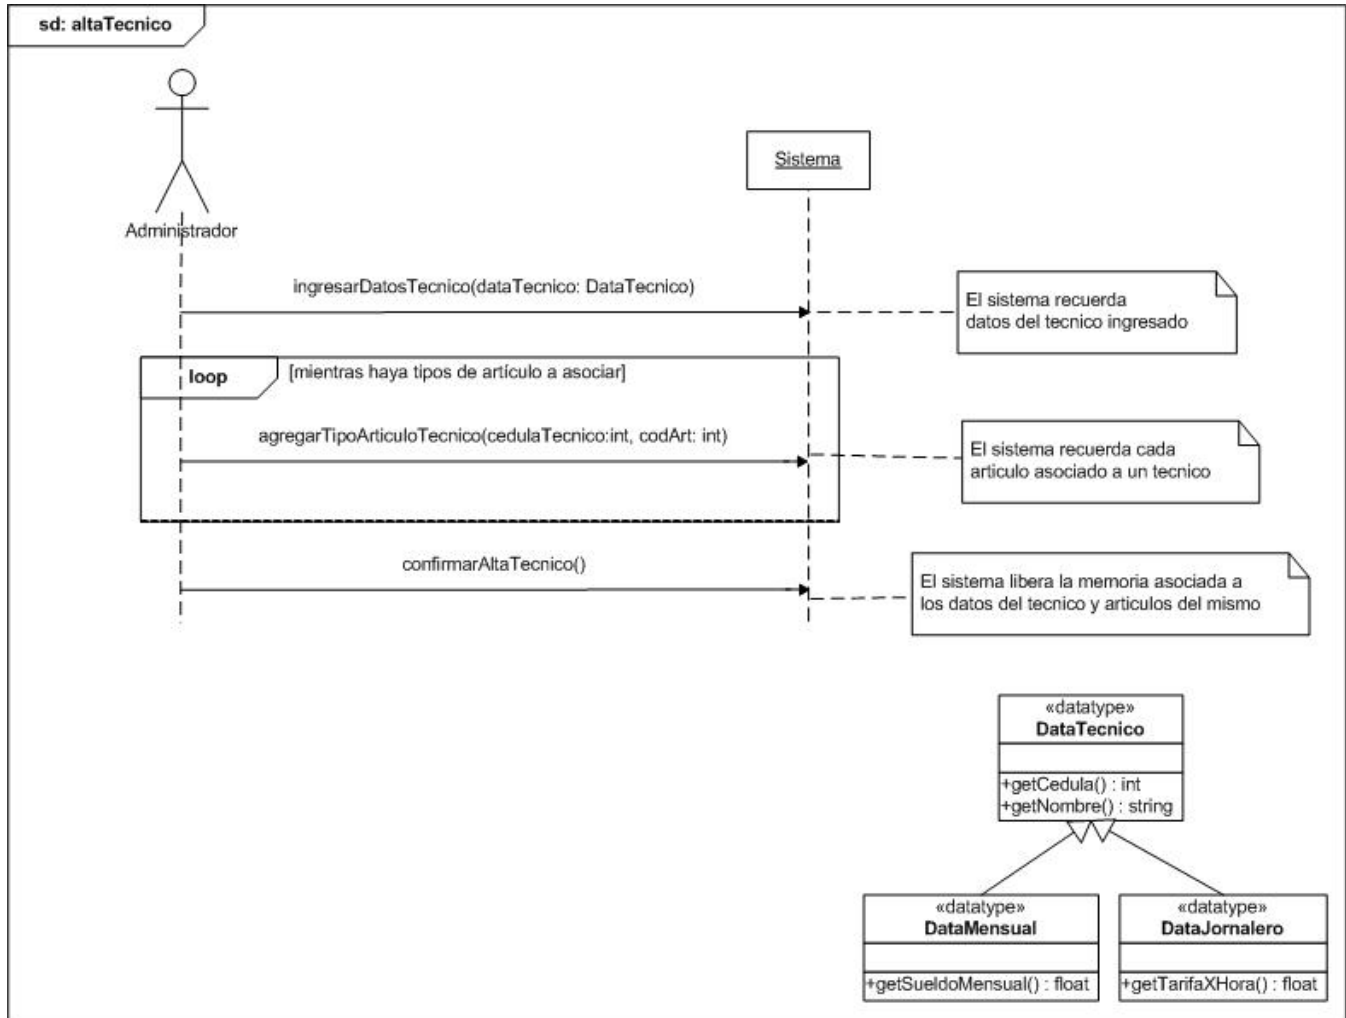 sd: altaTecnico
Sistema
Administrador
ingresarDatosTecnico(dataTecnico: DataTecnico)
El sistema recuerda
datos del tecnico ingresado
loop
[mientras haya tipos de artículo a asociar]
agregarTipoArticuloTecnico(cedulaTecnico:int, codArt: int)
El sistema recuerda cada
articulo asociado a un tecnico
confirmarAltaTecnico()
El sistema libera la memoria asociada a
los datos del tecnico y articulos del mismo
«datatype»
DataTecnico
+getCedula() : int
+getNombre() : string
«datatype»
DataMensual
+getSueldoMensual() : float
«datatype»
DataJornalero
+getTarifaXHora() : float